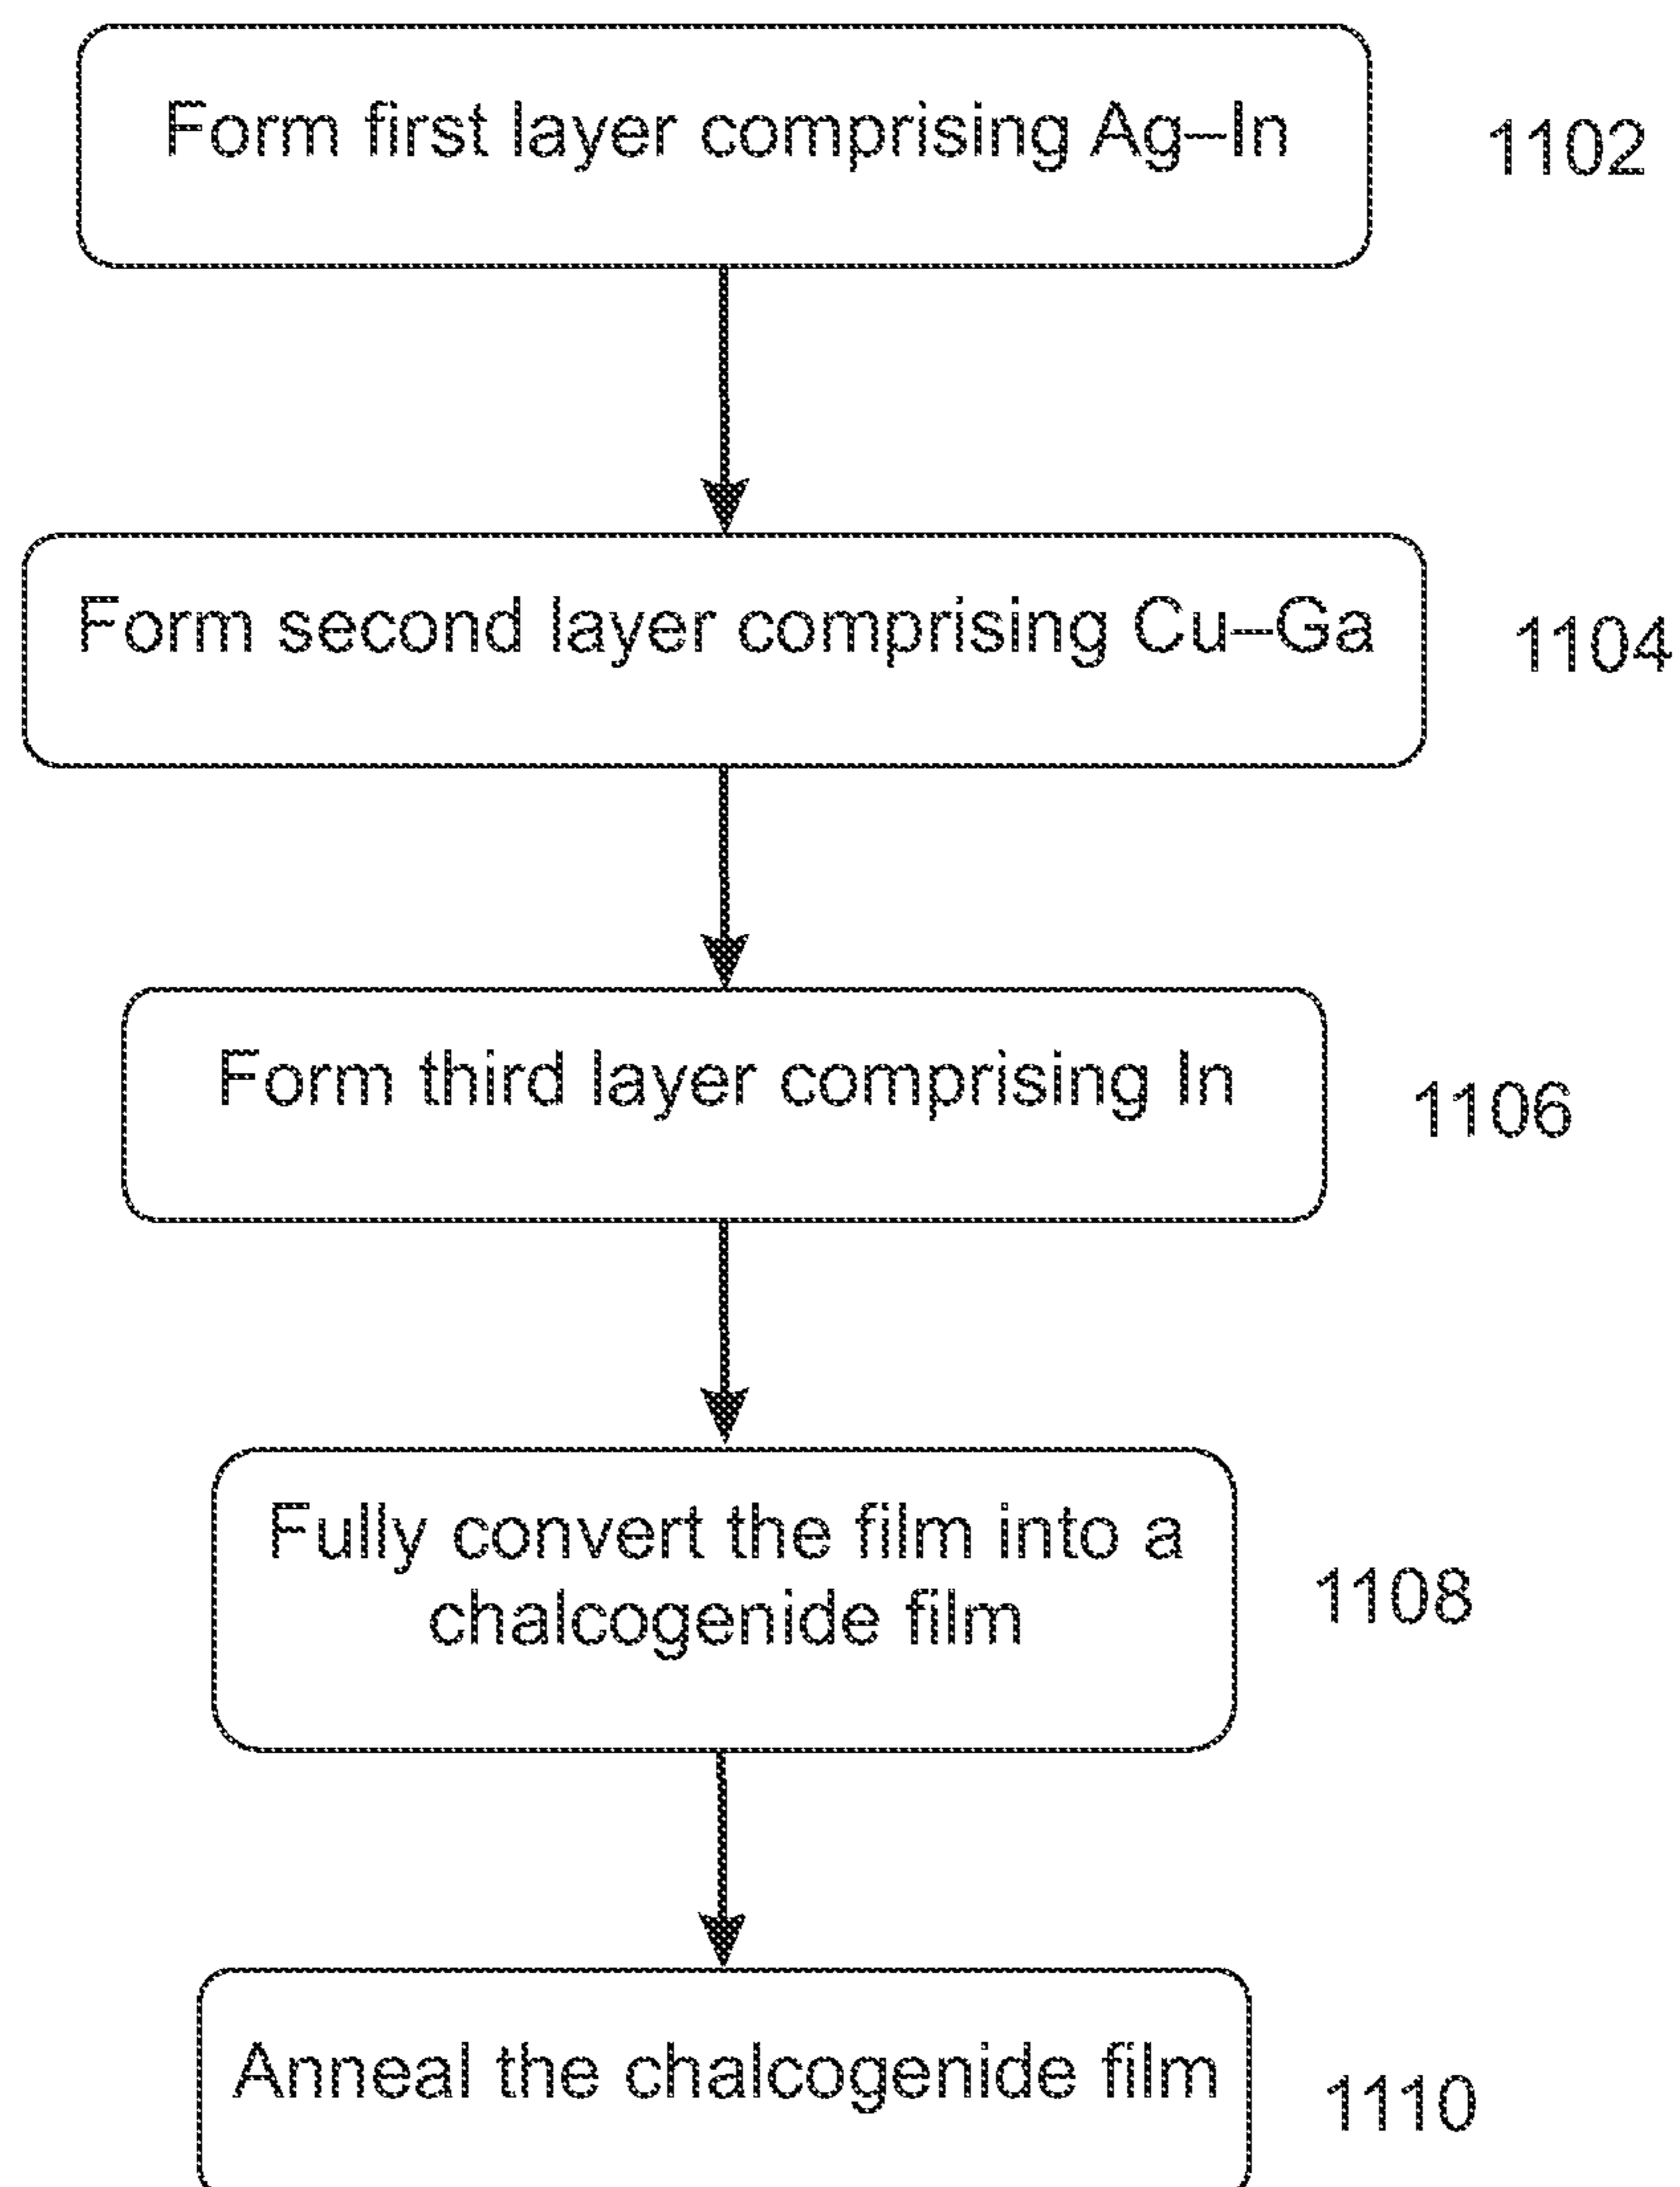 Form first layer comprising Ag–In
1102
Form second layer comprising Cu–Ga
1104
Form third layer comprising In
1106
Fully convert the film into a
chalcogenide film
1108
Anneal the chalcogenide film
1110